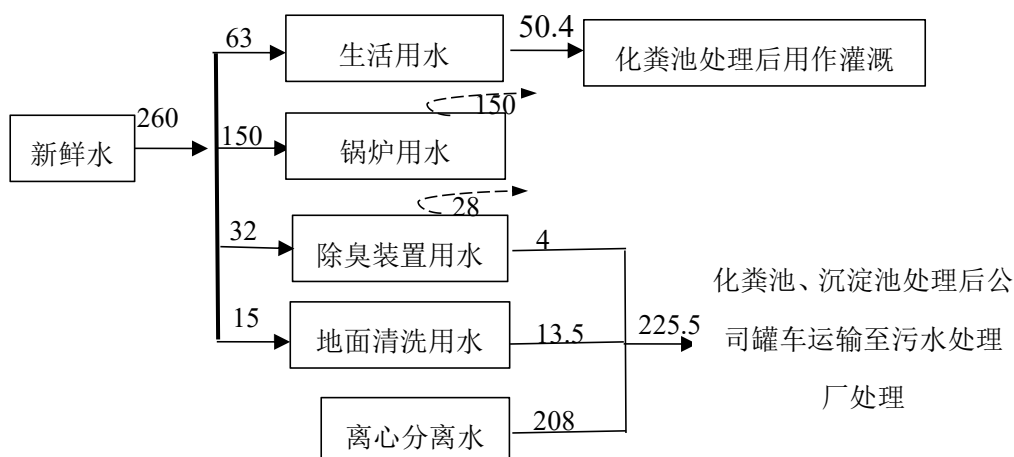 63
生活用水
50.4
化粪池处理后用作灌溉
新鲜水
260
150
锅炉用水
150
32
除臭装置用水
28
4
15
地面清洗用水
13.5
离心分离水
208
225.5
化粪池、沉淀池处理后公
司罐车运输至污水处理
厂处理